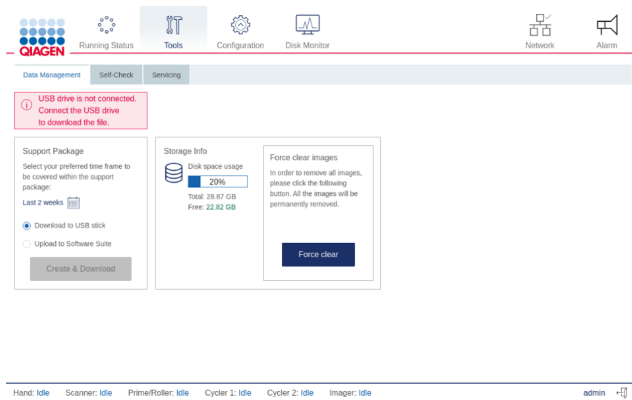 QIAGEN
Running Status
Tools
Configuration
Disk Monitor
Network
Alarm
Data Management
Self-Check
Servicing
USB drive is not connected.
Connect the USB drive
to download the file.
Support Package
Select your preferred time frame to
be covered within the support
package:
Last 2 weeks
Download to USB stick
Upload to Software Suite
Create & Download
Storage Info
Disk space usage
20%
Total: 28.87 GB
Free: 22.82 GB
Force clear images
In order to remove all images,
please click the following
button. All the images will be
permanently removed.
Force clear
Hand: Idle
Scanner: Idle
Prime/Roller: Idle
Cycler 1: Idle
Cycler 2: Idle
Imager: Idle
admin